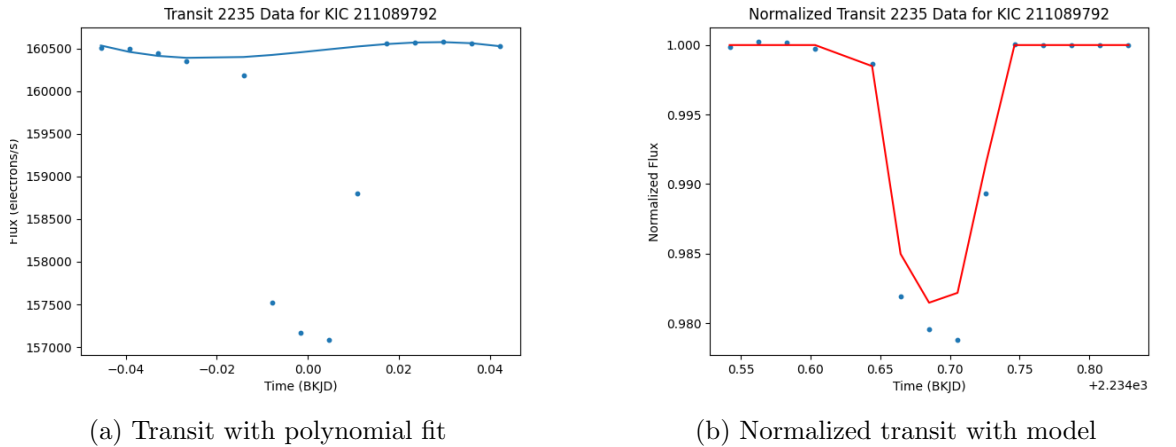 Transit 2235 Data for KIC 211089792
160500
160000
159500
159000
158500
158000
157500
157000
Flux (electrons/s)
−0.04
−0.02
0.00
0.02
0.04
Time (BKJD)
(a) Transit with polynomial fit
Normalized Transit 2235 Data for KIC 211089792
1.000
0.995
0.990
0.985
0.980
Normalized Flux
0.55
0.60
0.65
0.70
0.75
0.80
Time (BKJD)
+2.234e3
(b) Normalized transit with model